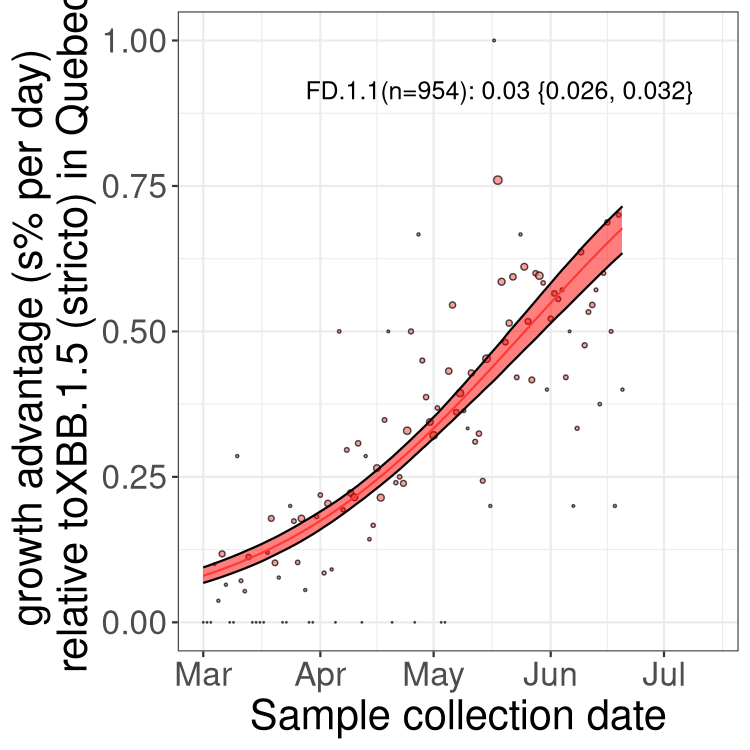 growth advantage (s% per day)
relative toXBB.1.5 (stricto) in Quebec
1.00
FD.1.1(n=954): 0.03 {0.026, 0.032}
0.75
0.50
0.25
0.00
Mar Apr May Jun Jul
Sample collection date